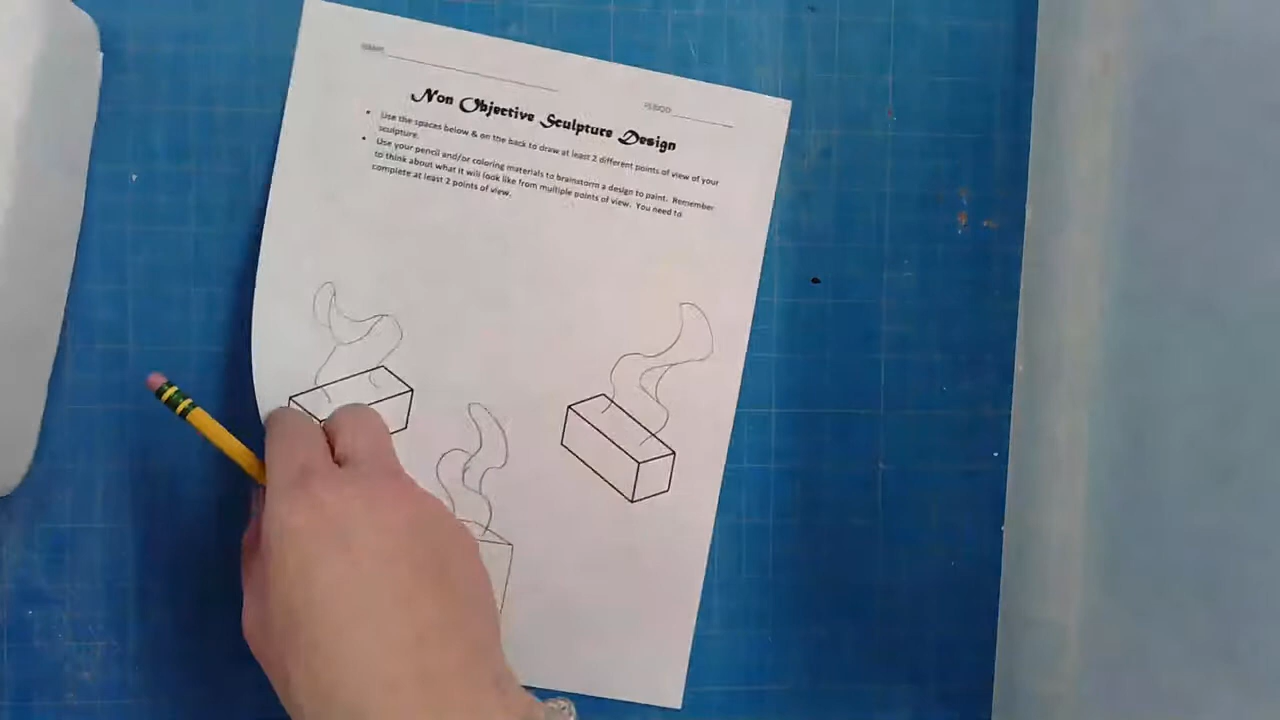 NAME
PERIOD
Non Objective Sculpture Design
• Use the spaces below & on the back to draw at least 2 different points of view of your
sculpture.
• Use your pencil and/or coloring materials to brainstorm a design to paint. Remember
to think about what it will look like from multiple points of view. You need to
complete at least 2 points of view.